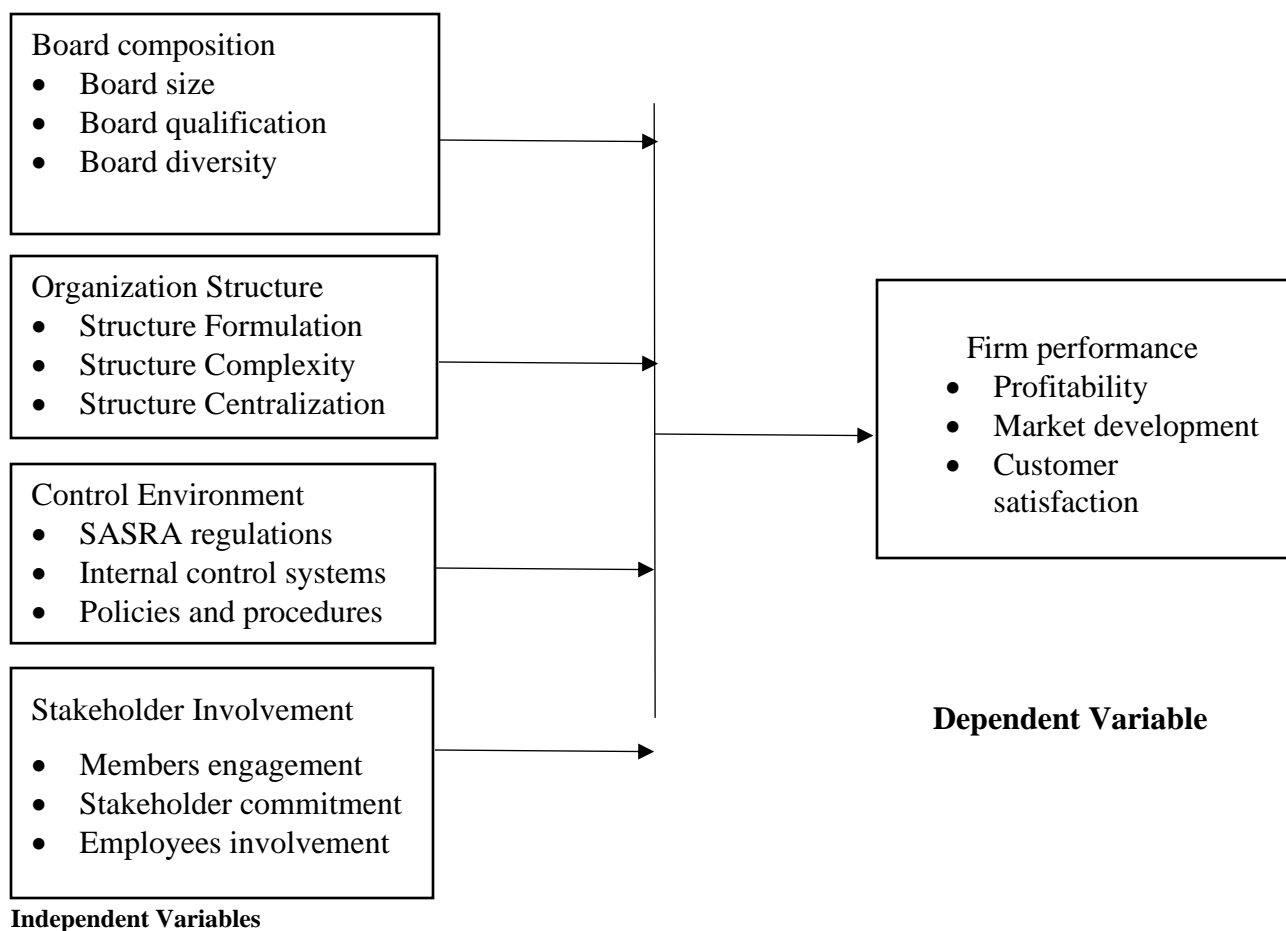 Board composition
• Board size
• Board qualification
• Board diversity
Organization Structure
• Structure Formulation
• Structure Complexity
• Structure Centralization
Control Environment
• SASRA regulations
• Internal control systems
• Policies and procedures
Stakeholder Involvement
• Members engagement
• Stakeholder commitment
• Employees involvement
Independent Variables
Firm performance
• Profitability
• Market development
• Customer
satisfaction
Dependent Variable